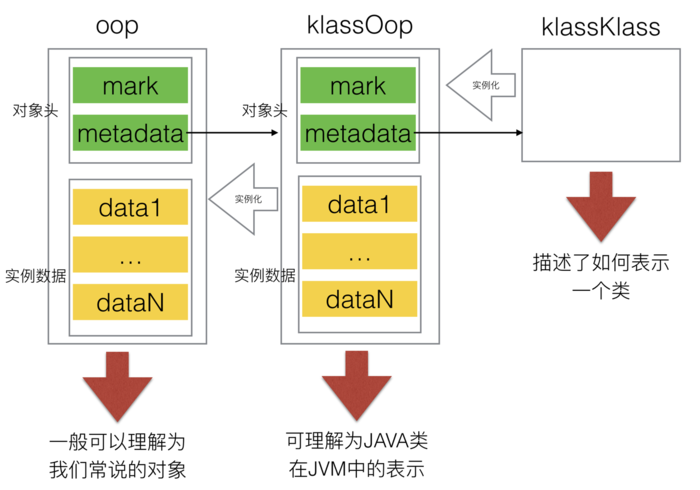 oop
klassOop
klassKlass
对象头
mark
metadata
实例数据
data1
...
dataN
实例化
对象头
mark
metadata
实例数据
data1
...
dataN
实例化
一般可以理解为
我们常说的对象
可理解为JAVA类
在JVM中的表示
描述了如何表示
一个类